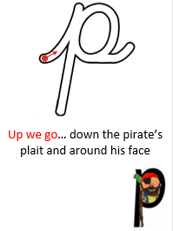 p
Up we go... down the pirate's
plait and around his face